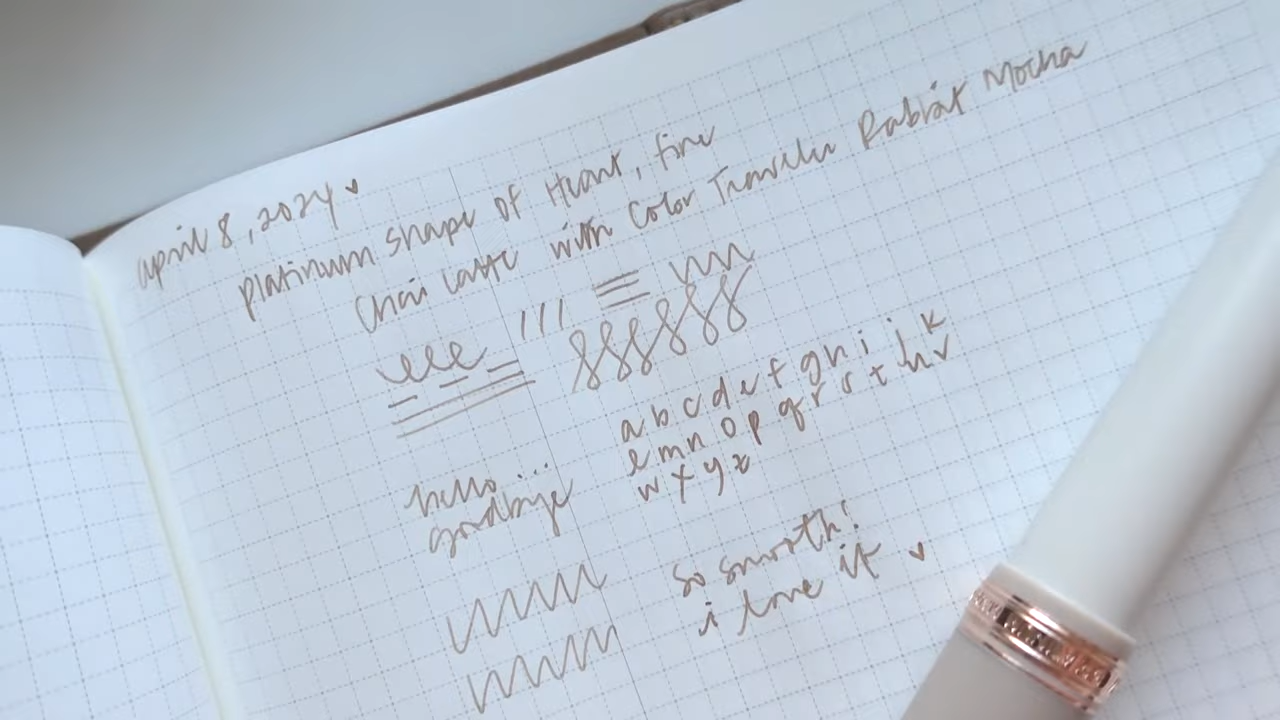 april 8, 2024 ♥
platinum shape of Heart, fine
Chai latte with Color Traveler Rabbit Mocha
a b c d e f g h i j k
l m n o p q r s t u v
w x y z
hello...
goodbye
so smooth!
i love it ♥